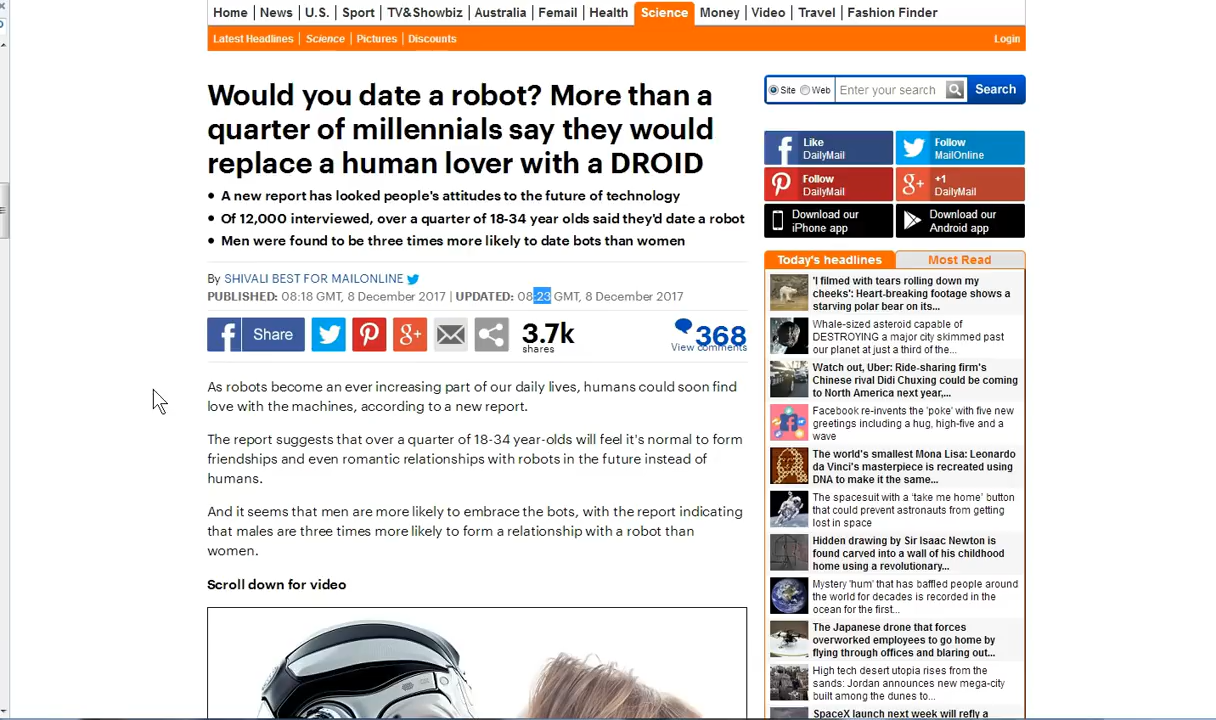 Home | News | U.S. | Sport | TV&Showbiz | Australia | Femail | Health | Science | Money | Video | Travel | Fashion Finder
Latest Headlines | Science | Pictures | Discounts
Login
Would you date a robot? More than a
quarter of millennials say they would
replace a human lover with a DROID
• A new report has looked people's attitudes to the future of technology
• Of 12,000 interviewed, over a quarter of 18-34 year olds said they'd date a robot
• Men were found to be three times more likely to date bots than women
By SHIVALI BEST FOR MAILONLINE
PUBLISHED: 08:18 GMT, 8 December 2017 | UPDATED: 08:23 GMT, 8 December 2017
Share
3.7k
shares
368
View comments
As robots become an ever increasing part of our daily lives, humans could soon find
love with the machines, according to a new report.
The report suggests that over a quarter of 18-34 year-olds will feel it's normal to form
friendships and even romantic relationships with robots in the future instead of
humans.
And it seems that men are more likely to embrace the bots, with the report indicating
that males are three times more likely to form a relationship with a robot than
women.
Scroll down for video
Site Web Enter your search Search
Like
DailyMail
Follow
MailOnline
Follow
DailyMail
+1
DailyMail
Download our
iPhone app
Download our
Android app
Today's headlines Most Read
'I filmed with tears rolling down my
cheeks': Heart-breaking footage shows a
starving polar bear on its...
Whale-sized asteroid capable of
DESTROYING a major city skimmed past
our planet at just a third of the...
Watch out, Uber: Ride-sharing firm's
Chinese rival Didi Chuxing could be coming
to North America next year,...
Facebook re-invents the 'poke' with five new
greetings including a hug, high-five and a
wave
The world's smallest Mona Lisa: Leonardo
da Vinci's masterpiece is recreated using
DNA to make it the same...
The spacesuit with a 'take me home' button
that could prevent astronauts from getting
lost in space
Hidden drawing by Sir Isaac Newton is
found carved into a wall of his childhood
home using a revolutionary...
Mystery 'hum' that has baffled people around
the world for decades is recorded in the
ocean for the first...
The Japanese drone that forces
overworked employees to go home by
flying through offices and blaring out...
High tech desert utopia rises from the
sands: Jordan announces new mega-city
built among the dunes to...
SpaceX launch next week will refly a